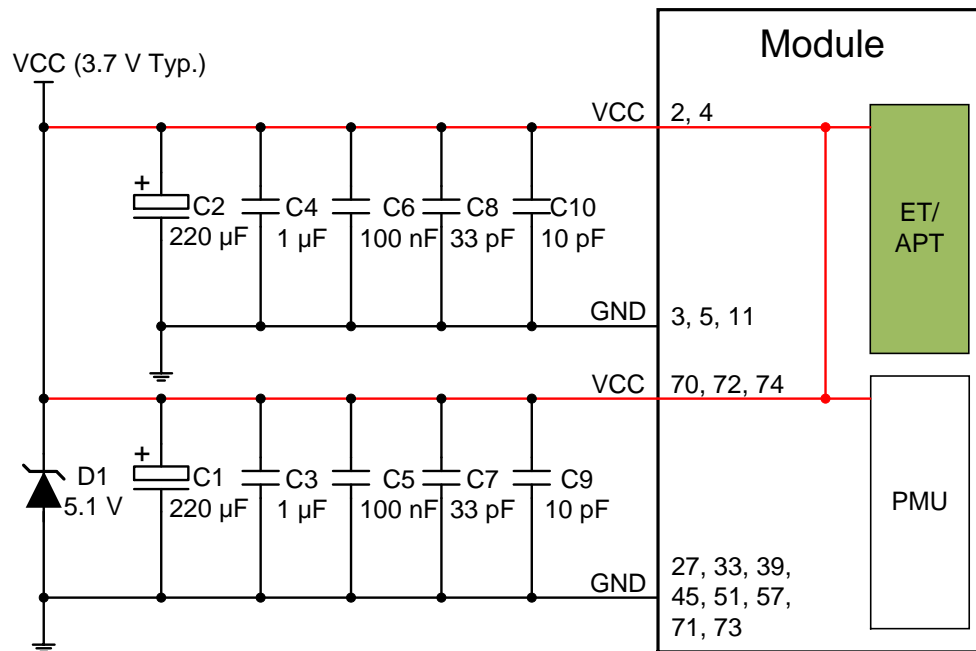 Module
VCC (3.7 V Typ.)
VCC
2, 4
+
C2
220 µF
C4
1 µF
C6
100 nF
C8
33 pF
C10
10 pF
ET/
APT
GND
3, 5, 11
VCC
70, 72, 74
D1
5.1 V
+
C1
220 µF
C3
1 µF
C5
100 nF
C7
33 pF
C9
10 pF
PMU
GND
27, 33, 39,
45, 51, 57,
71, 73